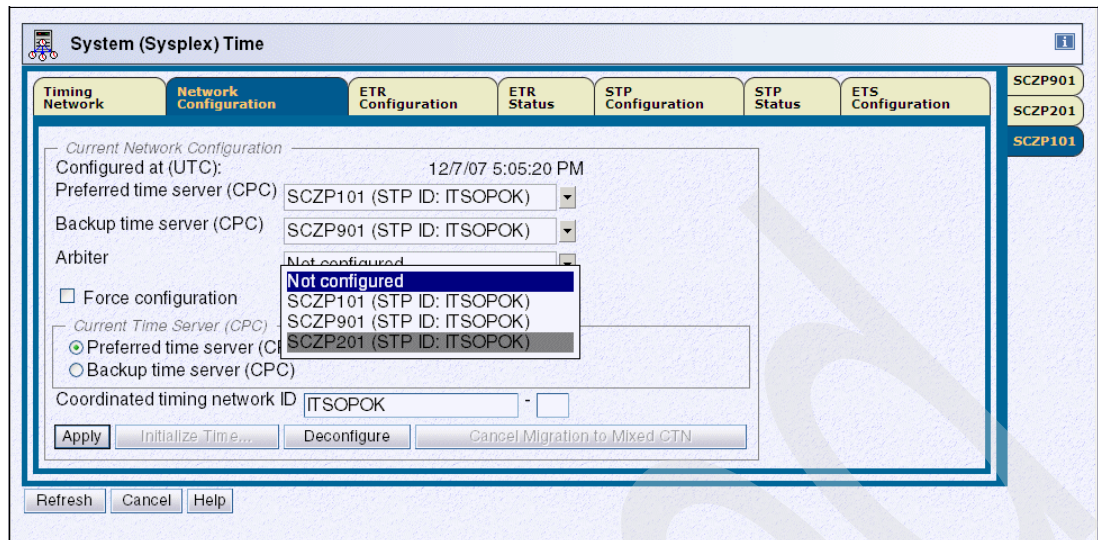 System (Sysplex) Time
i
Timing Network
Network Configuration
ETR Configuration
ETR Status
STP Configuration
STP Status
ETS Configuration
SCZP901
SCZP201
SCZP101
Current Network Configuration
Configured at (UTC): 12/7/07 5:05:20 PM
Preferred time server (CPC) SCZP101 (STP ID: ITSOPOK)
Backup time server (CPC) SCZP901 (STP ID: ITSOPOK)
Arbiter Not configured
Not configured
SCZP101 (STP ID: ITSOPOK)
SCZP901 (STP ID: ITSOPOK)
SCZP201 (STP ID: ITSOPOK)
Force configuration
Current Time Server (CPC)
Preferred time server (C
Backup time server (CPC)
Coordinated timing network ID ITSOPOK -
Apply Initialize Time... Deconfigure Cancel Migration to Mixed CTN
Refresh Cancel Help